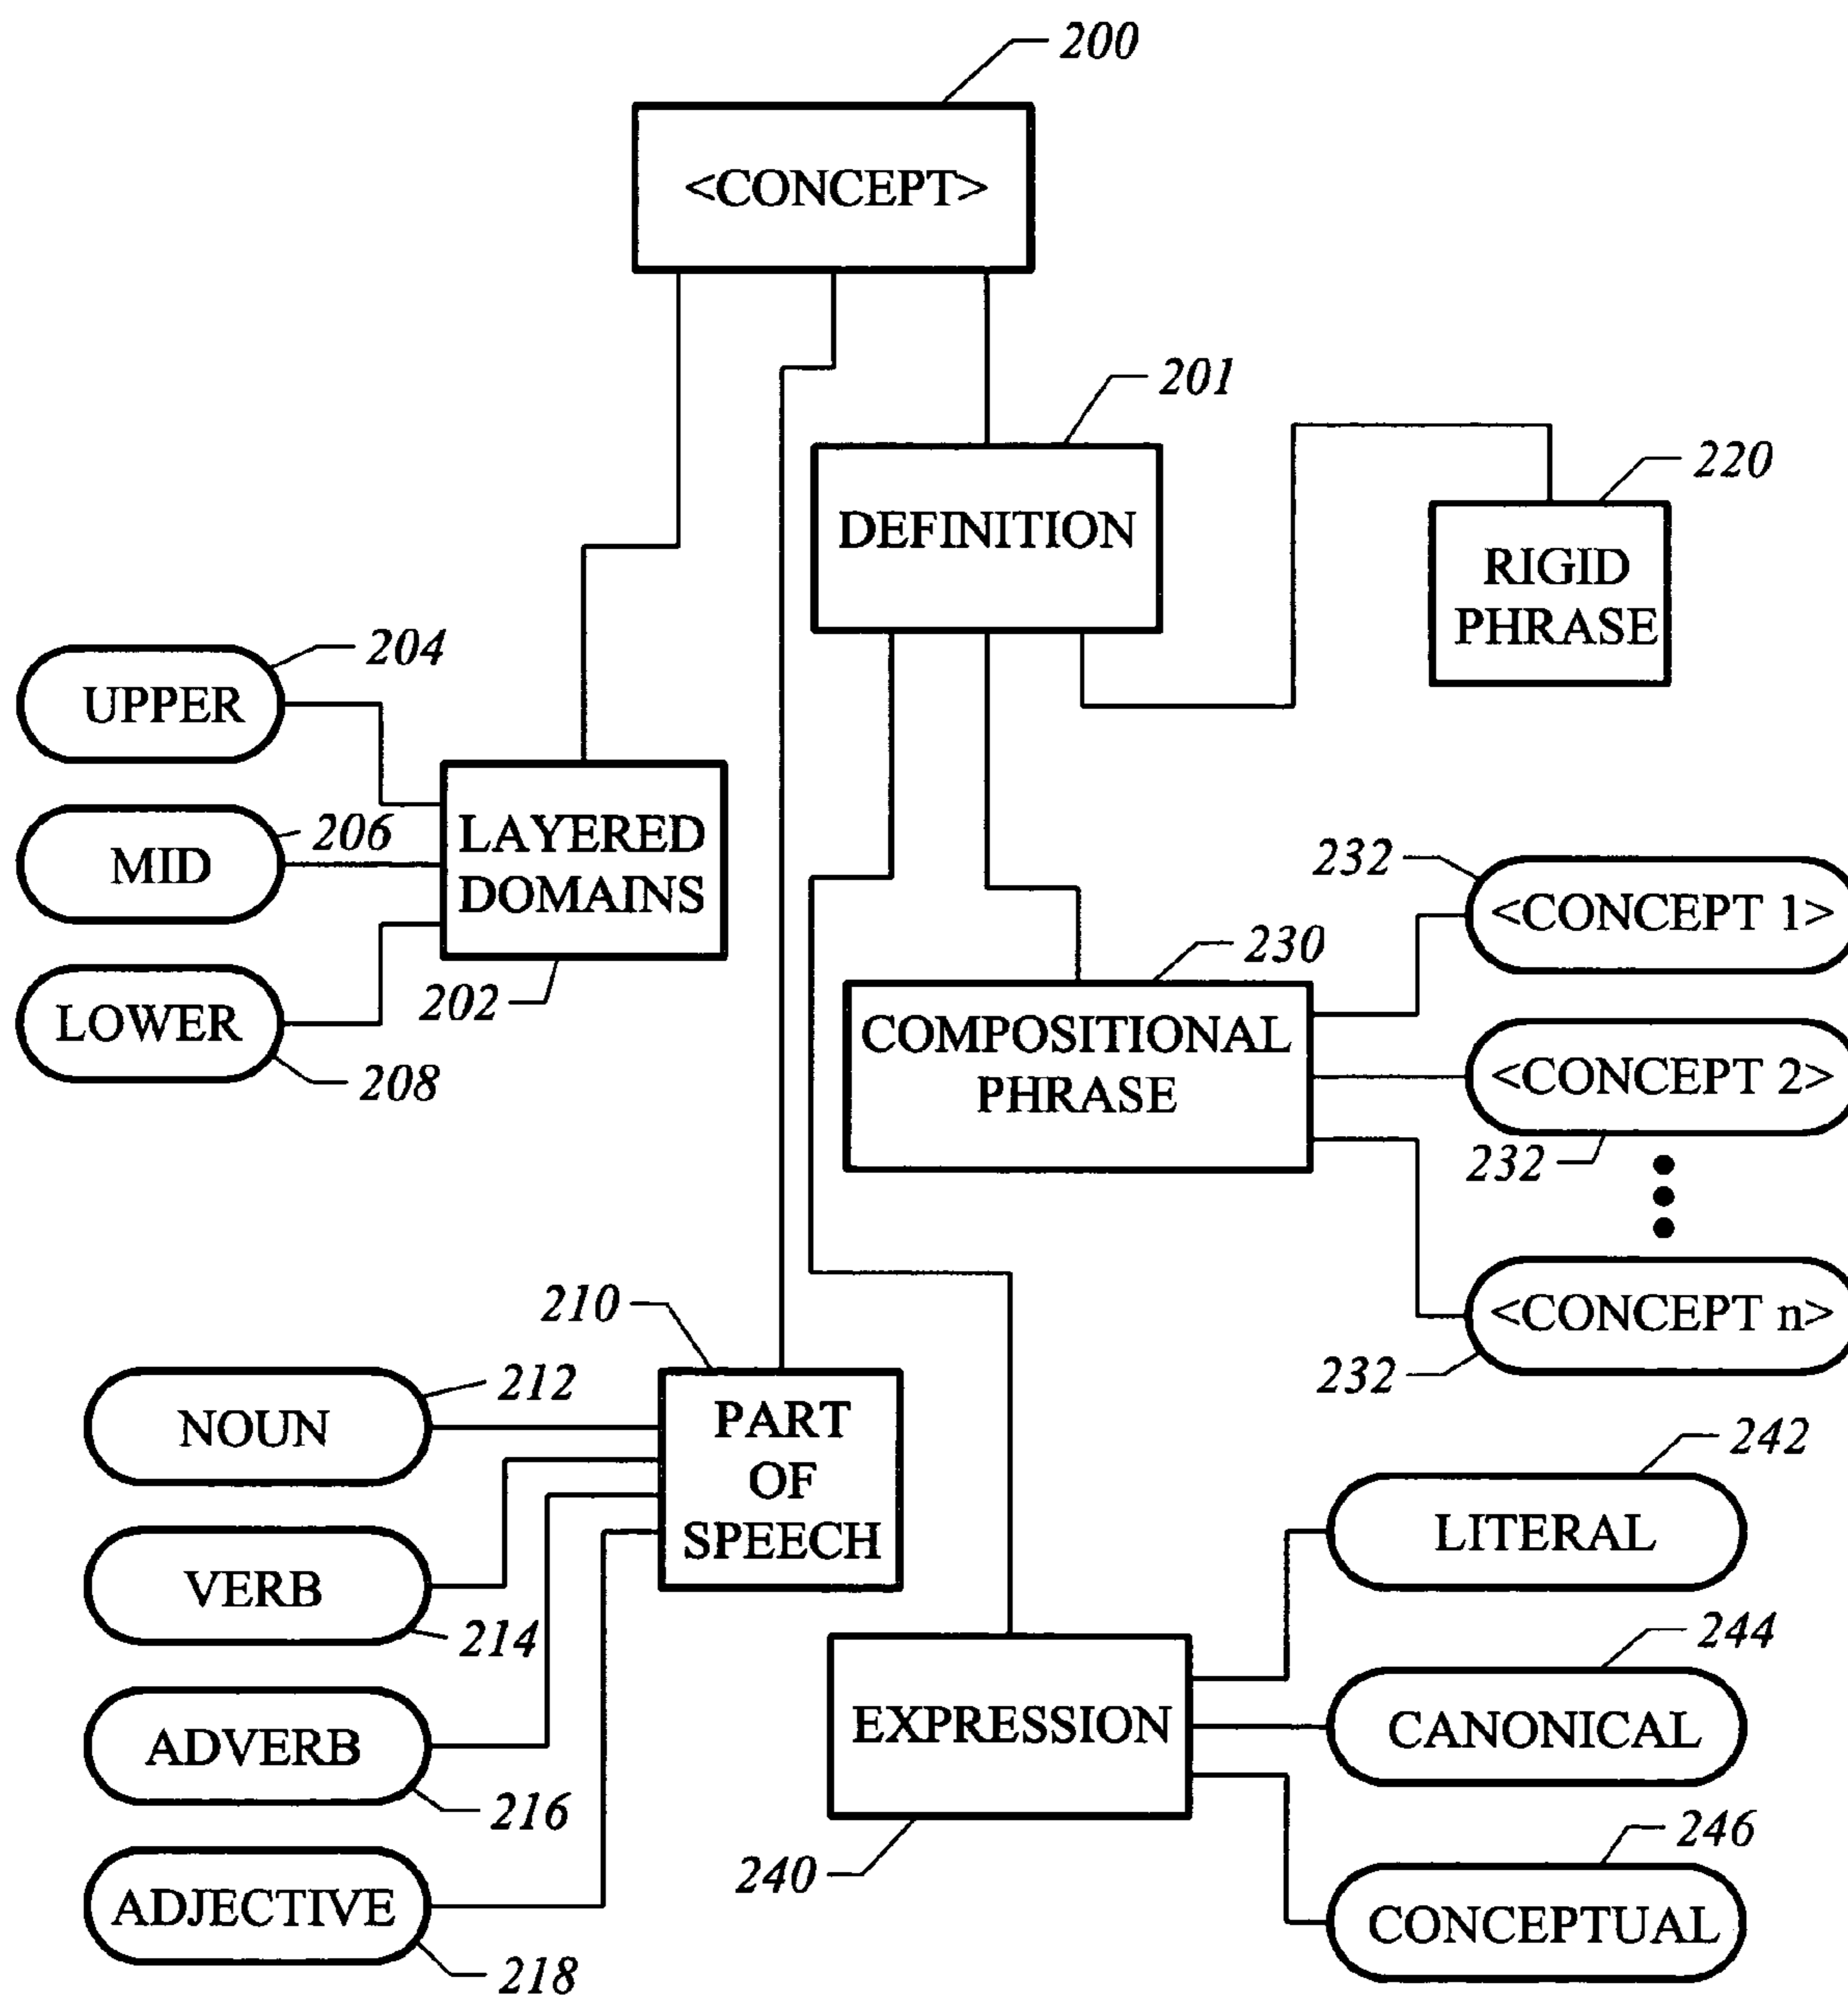 200
<CONCEPT>
201
DEFINITION
220
RIGID
PHRASE
204
UPPER
206
MID
LOWER
208
LAYERED
DOMAINS
202
230
COMPOSITIONAL
PHRASE
232
<CONCEPT 1>
<CONCEPT 2>
232
<CONCEPT n>
232
210
PART
OF
SPEECH
212
NOUN
VERB
214
ADVERB
216
ADJECTIVE
218
EXPRESSION
240
242
LITERAL
244
CANONICAL
246
CONCEPTUAL